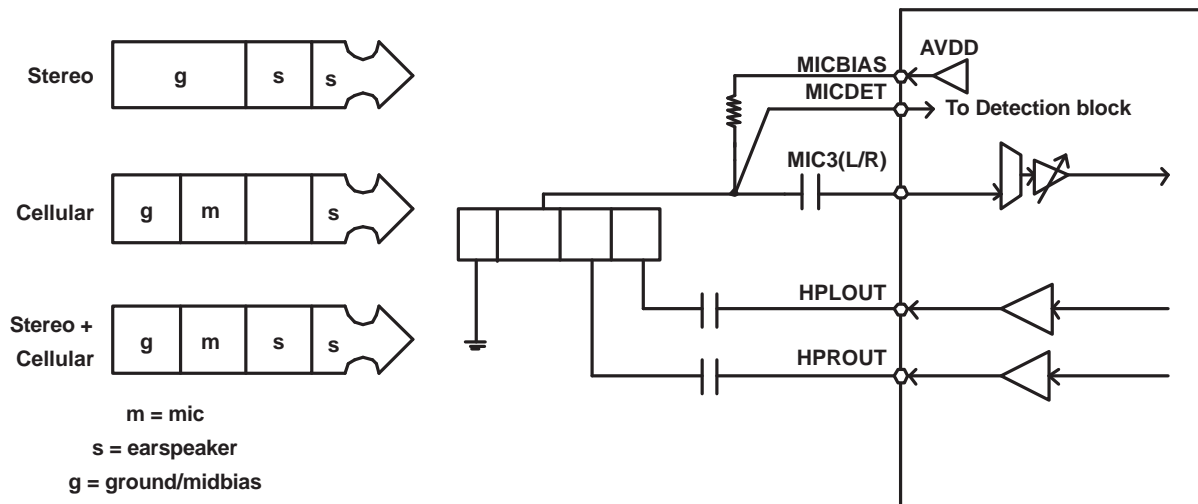 Stereo
g s s
Cellular
g m s
Stereo +
Cellular
g m s s
m = mic
s = earspeaker
g = ground/midbias
AVDD
MICBIAS
MICDET
To Detection block
MIC3(L/R)
HPLOUT
HPROUT